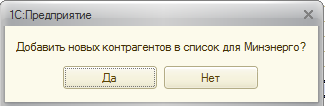 1С:Предприятие
Добавить новых контрагентов в список для Минэнерго?
Да
Нет